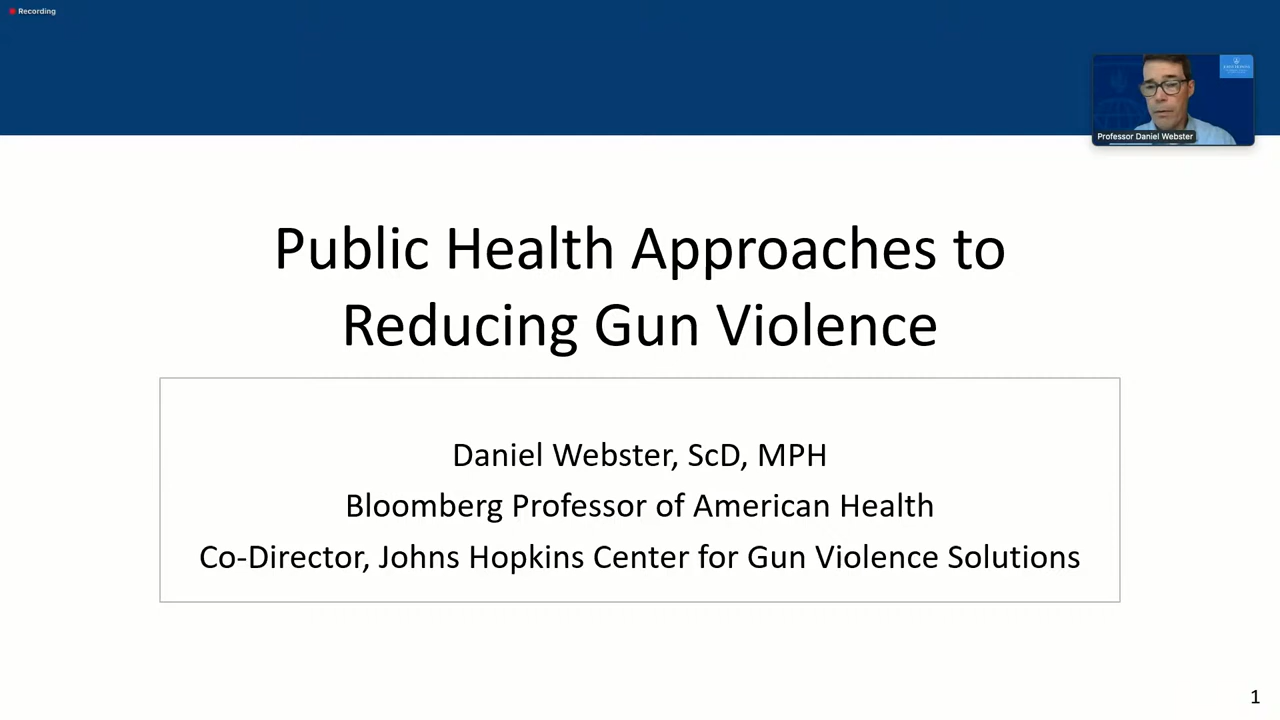 Recording
Professor Daniel Webster
Public Health Approaches to
Reducing Gun Violence
Daniel Webster, ScD, MPH
Bloomberg Professor of American Health
Co-Director, Johns Hopkins Center for Gun Violence Solutions
1